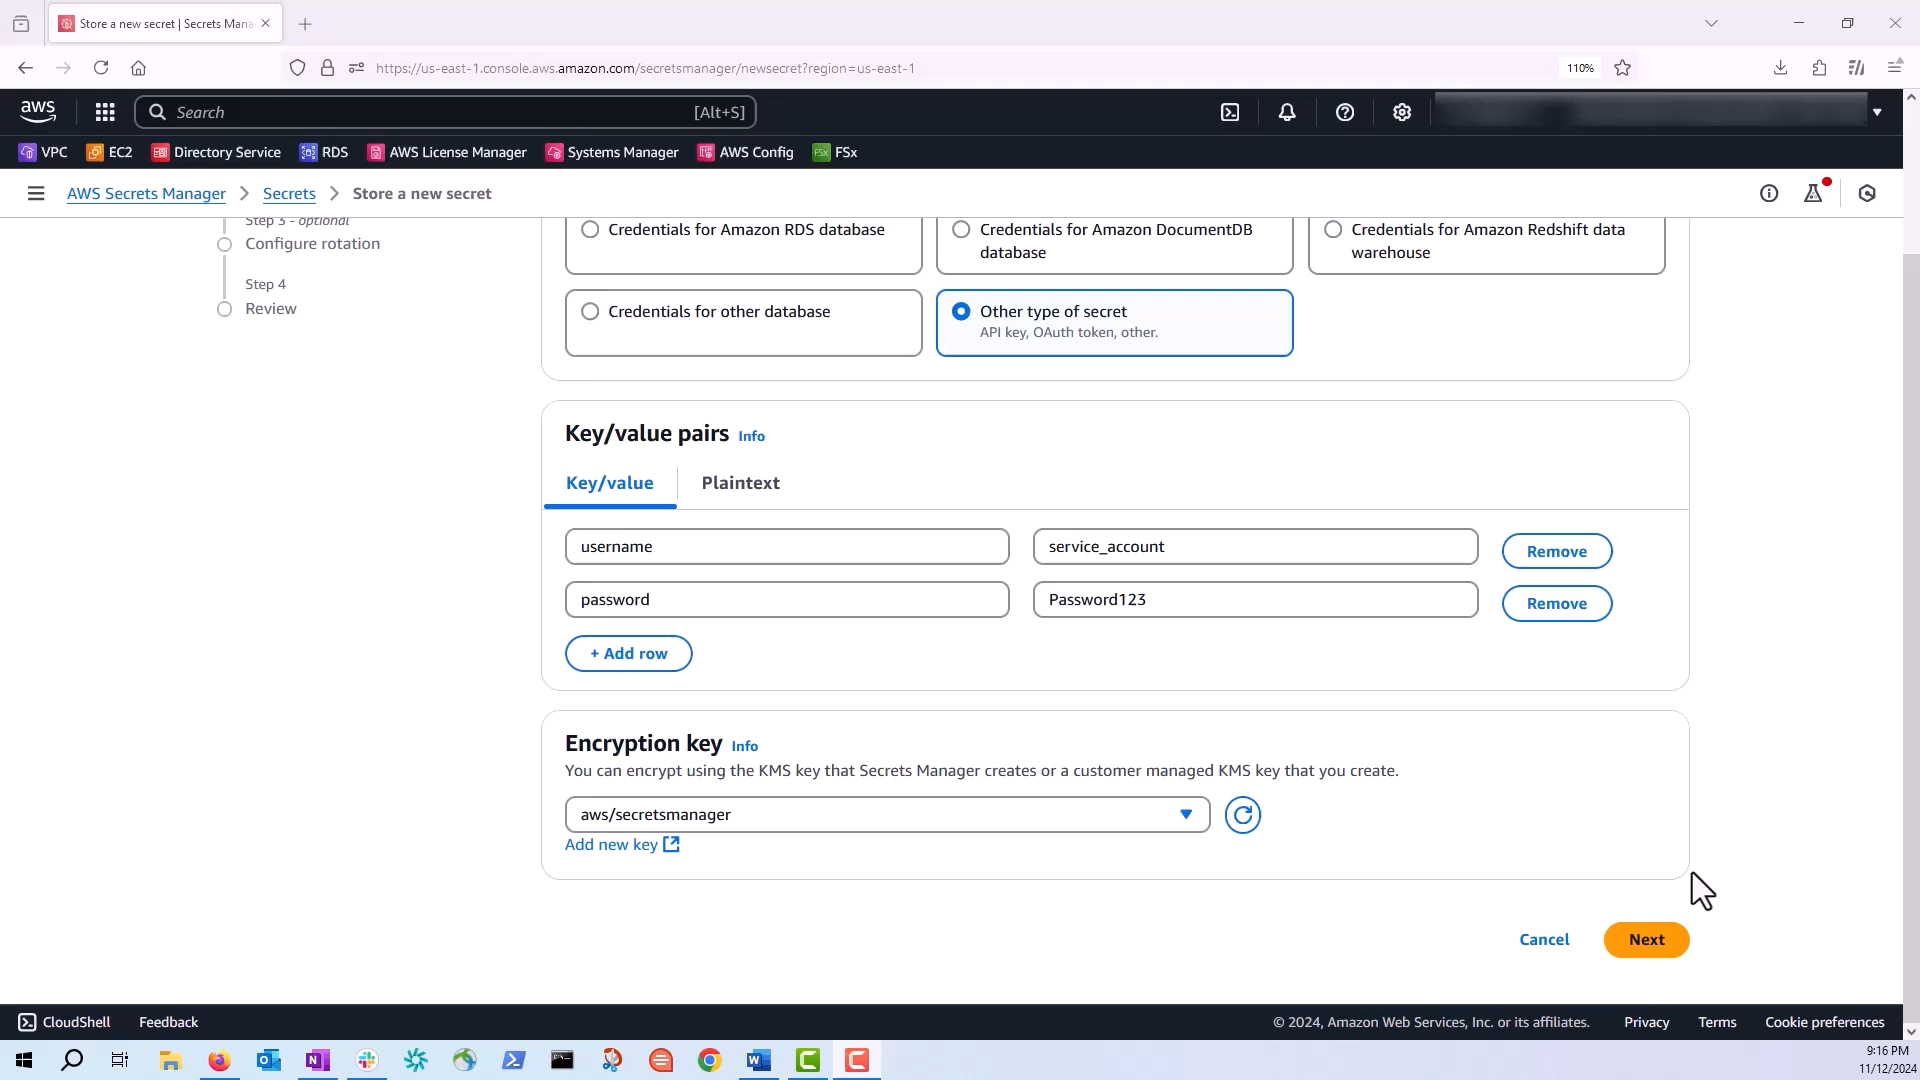 Store a new secret | Secrets Mana
https://us-east-1.console.aws.amazon.com/secretsmanager/newsecret?region=us-east-1
110%
aws
Search
[Alt+S]
VPC
EC2
Directory Service
RDS
AWS License Manager
Systems Manager
AWS Config
FSx
FSx
AWS Secrets Manager
Secrets
Store a new secret
Step 3 - optional
Configure rotation
Step 4
Review
Credentials for Amazon RDS database
Credentials for Amazon DocumentDB
database
Credentials for Amazon Redshift data
warehouse
Credentials for other database
Other type of secret
API key, OAuth token, other.
Key/value pairs Info
Key/value
Plaintext
username
service_account
Remove
password
Password123
Remove
+ Add row
Encryption key Info
You can encrypt using the KMS key that Secrets Manager creates or a customer managed KMS key that you create.
aws/secretsmanager
Add new key
Cancel
Next
CloudShell
Feedback
© 2024, Amazon Web Services, Inc. or its affiliates.
Privacy
Terms
Cookie preferences
9:16 PM
11/12/2024